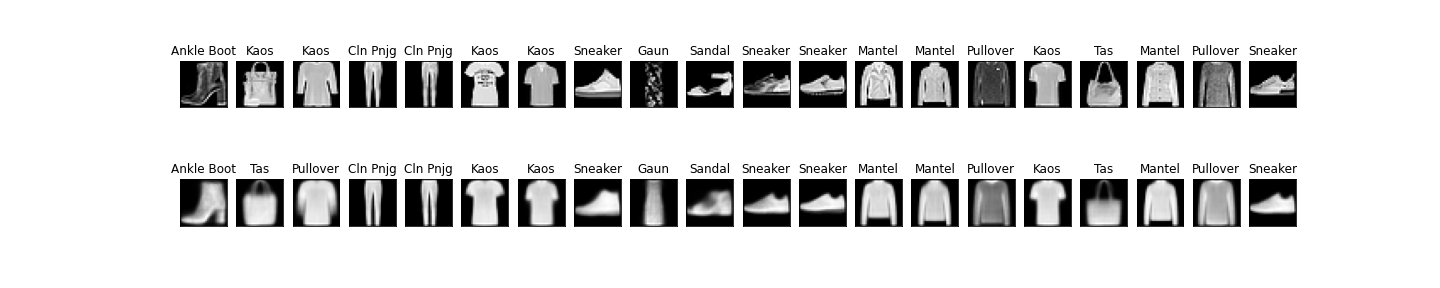 Ankle Boot Kaos Kaos Cln Pnjg Cln Pnjg Kaos Kaos Sneaker Gaun Sandal Sneaker Sneaker Mantel Mantel Pullover Kaos Tas Mantel Pullover Sneaker
Ankle Boot Tas Pullover Cln Pnjg Cln Pnjg Kaos Kaos Sneaker Gaun Sandal Sneaker Sneaker Mantel Mantel Pullover Kaos Tas Mantel Pullover Sneaker